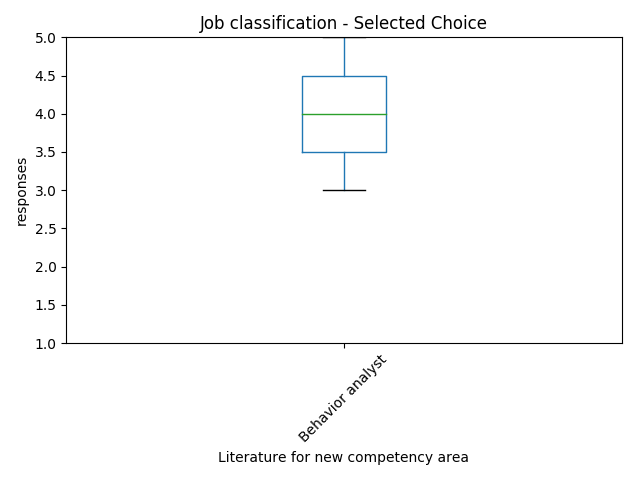 Job classification - Selected Choice
responses
5.0
4.5
4.0
3.5
3.0
2.5
2.0
1.5
1.0
Behavior analyst
Literature for new competency area